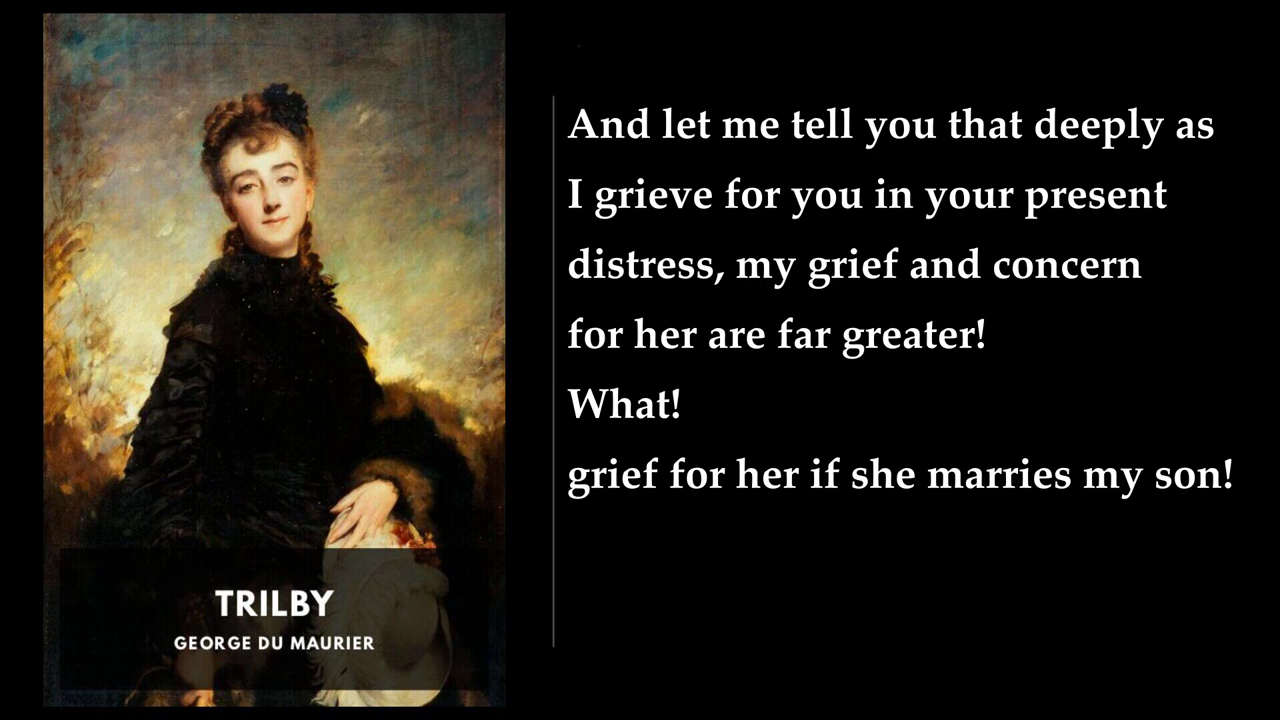 And let me tell you that deeply as
I grieve for you in your present
distress, my grief and concern
for her are far greater!
What!
grief for her if she marries my son!
TRILBY
GEORGE DU MAURIER